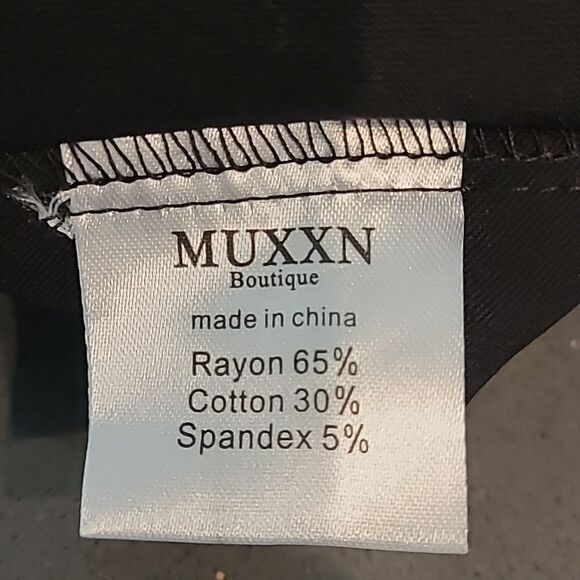 MUXXN
Boutique
made in china
Rayon 65%
Cotton 30%
Spandex 5%